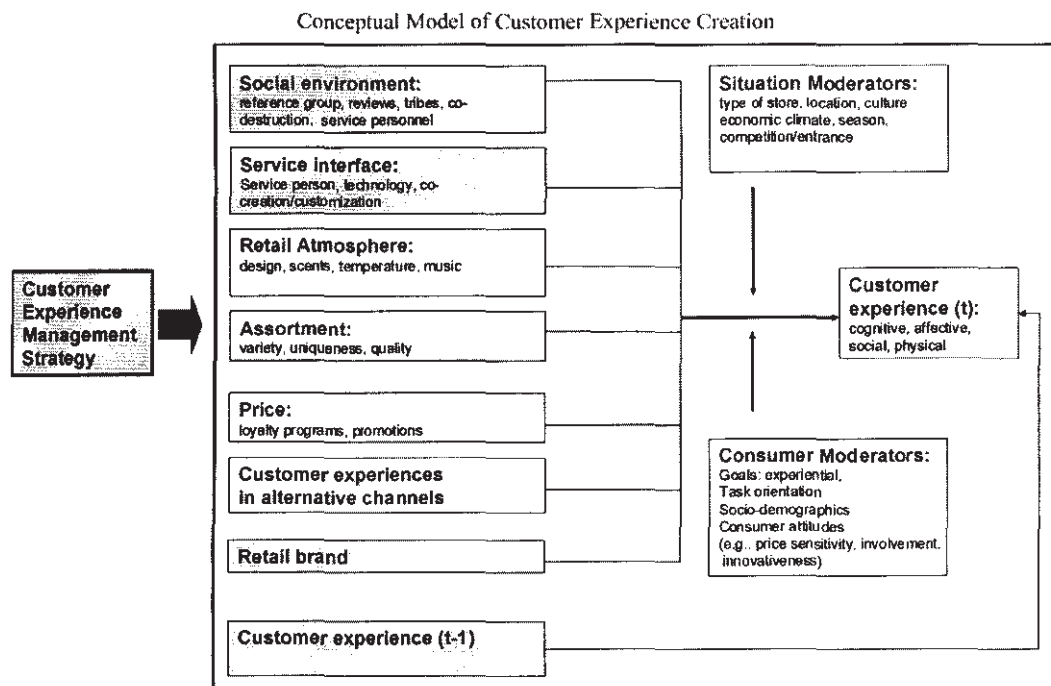 Conceptual Model of Customer Experience Creation
Customer
Experience
Management
Strategy
Social environment:
reference group, reviews, tribes, co-
destruction, service personnel
Service interface:
Service person, technology, co-
creation/customization
Retail Atmosphere:
design, scents, temperature, music
Assortment:
variety, uniqueness, quality
Price:
loyalty programs, promotions
Customer experiences
in alternative channels
Retail brand
Customer experience (t-1)
Situation Moderators:
type of store, location, culture
economic climate, season,
competition/entrance
Customer
experience (t):
cognitive, affective,
social, physical
Consumer Moderators:
Goals: experiential,
Task orientation
Socio-demographics
Consumer attitudes
(e.g., price sensitivity, involvement,
innovativeness)